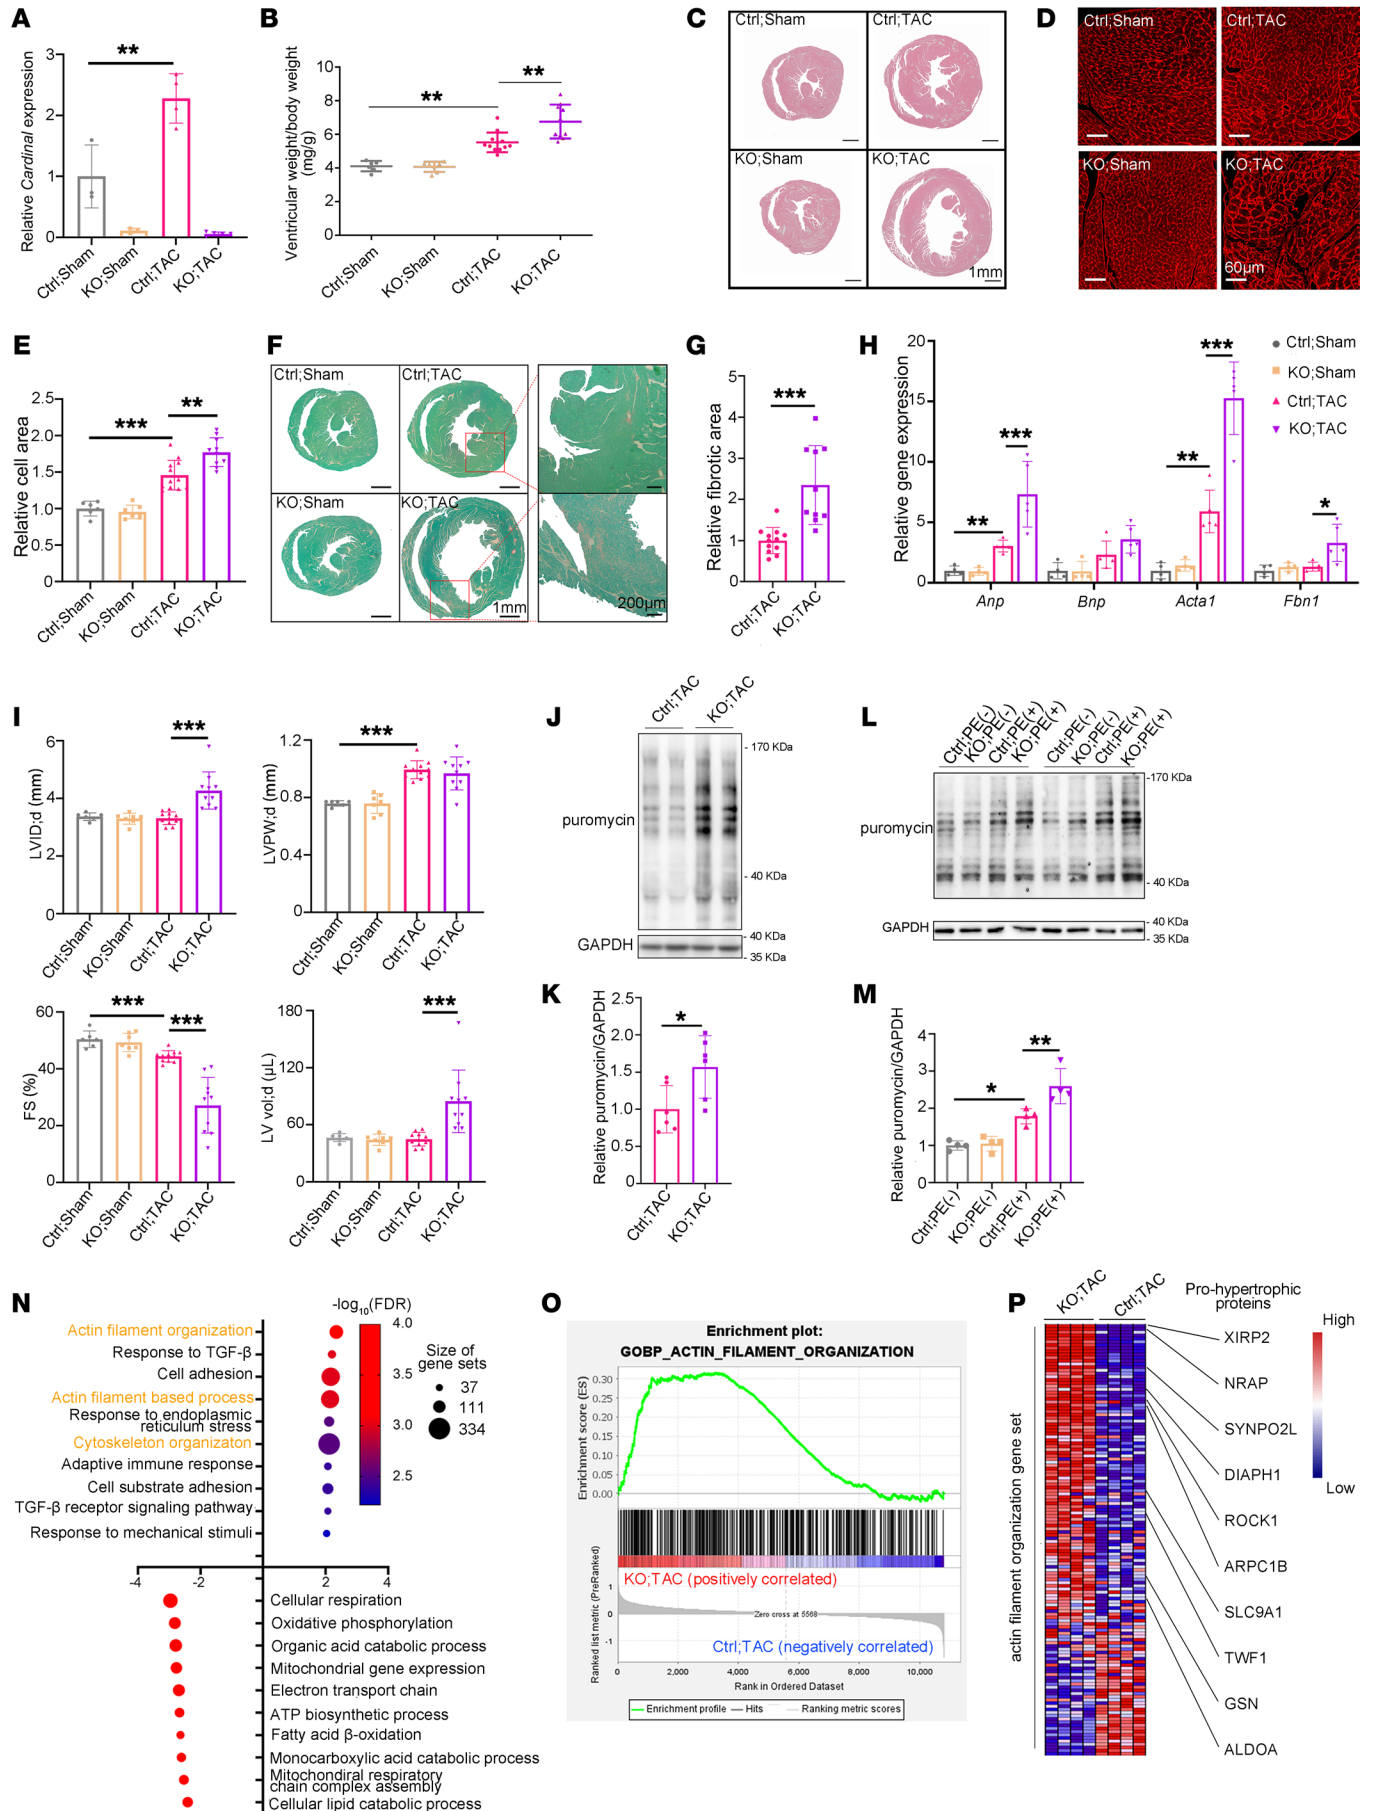 A
Relative Cardinal expression
3
2
1
0
**
Ctrl;Sham
KO;Sham
Ctrl;TAC
KO;TAC
B
Ventricular weight/body weight
(mg/g)
10
8
6
4
2
0
**
**
Ctrl;Sham
KO;Sham
Ctrl;TAC
KO;TAC
C
Ctrl;Sham
Ctrl;TAC
KO;Sham
KO;TAC
1mm
D
Ctrl;Sham
Ctrl;TAC
KO;Sham
KO;TAC
60μm
E
Relative cell area
2.5
2.0
1.5
1.0
0.5
0
***
**
Ctrl;Sham
KO;Sham
Ctrl;TAC
KO;TAC
F
Ctrl;Sham
Ctrl;TAC
KO;Sham
KO;TAC
1mm
200μm
G
Relative fibrotic area
5
4
3
2
1
0
***
Ctrl;TAC
KO;TAC
H
Relative gene expression
20
15
10
5
0
**
***
**
***
*
Anp
Bnp
Acta1
Fbn1
Ctrl;Sham
KO;Sham
Ctrl;TAC
KO;TAC
I
LVID;d (mm)
6
4
2
0
***
Ctrl;Sham
KO;Sham
Ctrl;TAC
KO;TAC
LVPW;d (mm)
1.2
0.8
0.4
0
***
Ctrl;Sham
KO;Sham
Ctrl;TAC
KO;TAC
FS (%)
60
40
20
0
***
***
Ctrl;Sham
KO;Sham
Ctrl;TAC
KO;TAC
LV vol;d (μL)
180
120
60
0
***
Ctrl;Sham
KO;Sham
Ctrl;TAC
KO;TAC
J
Ctrl;TAC
KO;TAC
puromycin
- 170 KDa
- 40 KDa
GAPDH
- 40 KDa
- 35 KDa
K
Relative puromycin/GAPDH
2.5
2.0
1.5
1.0
0.5
0
*
Ctrl;TAC
KO;TAC
L
Ctrl;PE(-)
KO;PE(-)
Ctrl;PE(+)
KO;PE(+)
Ctrl;PE(-)
KO;PE(-)
Ctrl;PE(+)
KO;PE(+)
puromycin
-170 KDa
- 40 KDa
GAPDH
- 40 KDa
- 35 KDa
M
Relative puromycin/GAPDH
4
3
2
1
0
*
**
Ctrl;PE(-)
KO;PE(-)
Ctrl;PE(+)
KO;PE(+)
N
Actin filament organization
Response to TGF-β
Cell adhesion
Actin filament based process
Response to endoplasmic
reticulum stress
Cytoskeleton organizaton
Adaptive immune response
Cell substrate adhesion
TGF-β receptor signaling pathway
Response to mechanical stimuli
-log10(FDR)
4.0
3.5
3.0
2.5
Size of
gene sets
37
111
334
-4
-2
2
4
Cellular respiration
Oxidative phosphorylation
Organic acid catabolic process
Mitochondrial gene expression
Electron transport chain
ATP biosynthetic process
Fatty acid β-oxidation
Monocarboxylic acid catabolic process
Mitochondiral respiratory
chain complex assembly
Cellular lipid catabolic process
O
Enrichment plot:
GOBP_ACTIN_FILAMENT_ORGANIZATION
Enrichment score (ES)
0.30
0.25
0.20
0.15
0.10
0.05
0.00
KO;TAC (positively correlated)
Ranked list metric (PreRanked)
1
0
-1
Zero cross at 5568
Ctrl;TAC (negatively correlated)
0
2,000
4,000
6,000
8,000
10,000
Rank in Ordered Dataset
Enrichment profile
Hits
Ranking metric scores
P
KO;TAC
Ctrl;TAC
Pro-hypertrophic
proteins
actin filament organization gene set
XIRP2
NRAP
SYNPO2L
DIAPH1
ROCK1
ARPC1B
SLC9A1
TWF1
GSN
ALDOA
High
Low